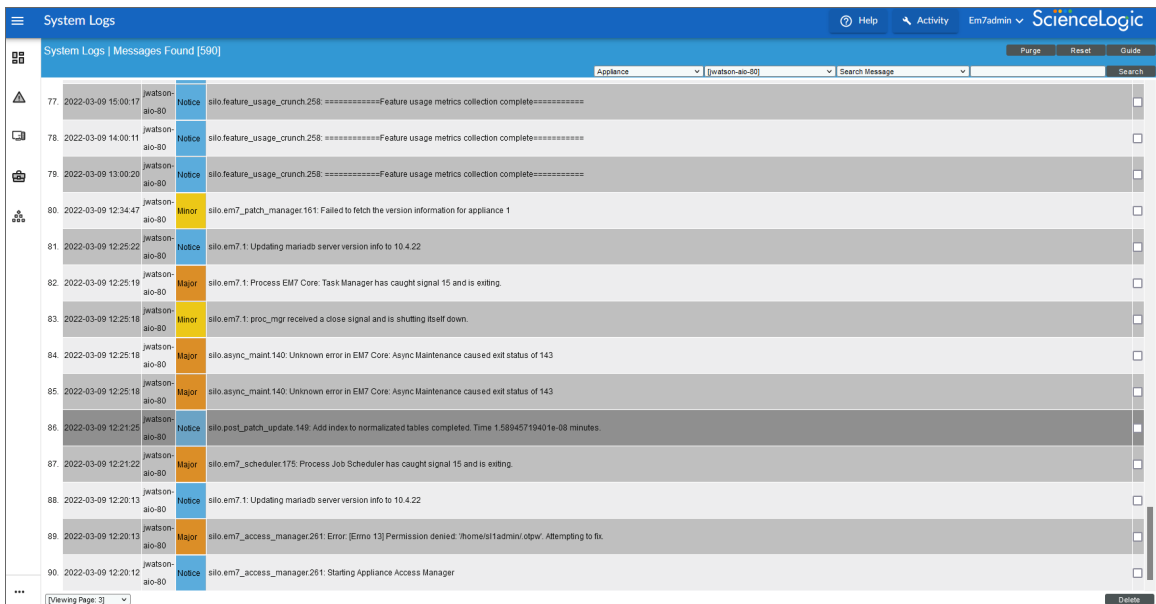 System Logs
Help
Activity
Em7admin
ScienceLogic
System Logs | Messages Found [590]
Purge
Reset
Guide
Appliance
[jwatson-aio-80]
Search Message
Search
77. 2022-03-09 15:00:17 jwatson-aio-80 Notice silo.feature_usage_crunch.258: ============Feature usage metrics collection complete===========
78. 2022-03-09 14:00:11 jwatson-aio-80 Notice silo.feature_usage_crunch.258: ============Feature usage metrics collection complete===========
79. 2022-03-09 13:00:20 jwatson-aio-80 Notice silo.feature_usage_crunch.258: ============Feature usage metrics collection complete===========
80. 2022-03-09 12:34:47 jwatson-aio-80 Minor silo.em7_patch_manager.161: Failed to fetch the version information for appliance 1
81. 2022-03-09 12:25:22 jwatson-aio-80 Notice silo.em7.1: Updating mariadb server version info to 10.4.22
82. 2022-03-09 12:25:19 jwatson-aio-80 Major silo.em7.1: Process EM7 Core: Task Manager has caught signal 15 and is exiting.
83. 2022-03-09 12:25:18 jwatson-aio-80 Minor silo.em7.1: proc_mgr received a close signal and is shutting itself down.
84. 2022-03-09 12:25:18 jwatson-aio-80 Major silo.async_maint.140: Unknown error in EM7 Core: Async Maintenance caused exit status of 143
85. 2022-03-09 12:25:18 jwatson-aio-80 Major silo.async_maint.140: Unknown error in EM7 Core: Async Maintenance caused exit status of 143
86. 2022-03-09 12:21:25 jwatson-aio-80 Notice silo.post_patch_update.149: Add index to normalizated tables completed. Time 1.58945719401e-08 minutes.
87. 2022-03-09 12:21:22 jwatson-aio-80 Major silo.em7_scheduler.175: Process Job Scheduler has caught signal 15 and is exiting.
88. 2022-03-09 12:20:13 jwatson-aio-80 Notice silo.em7.1: Updating mariadb server version info to 10.4.22
89. 2022-03-09 12:20:13 jwatson-aio-80 Major silo.em7_access_manager.261: Error: [Errno 13] Permission denied: '/home/sl1admin/.otpw'. Attempting to fix.
90. 2022-03-09 12:20:12 jwatson-aio-80 Notice silo.em7_access_manager.261: Starting Appliance Access Manager
[Viewing Page: 3]
Delete